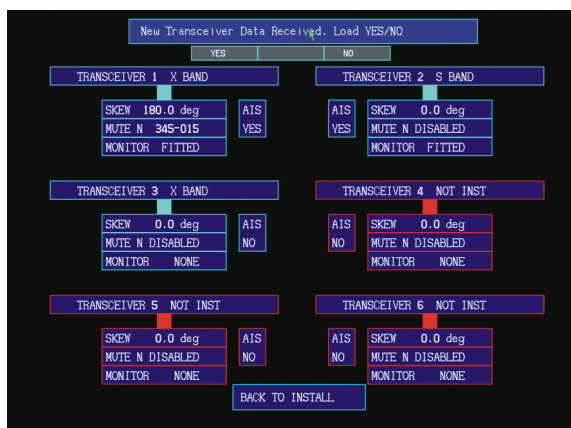 New Transceiver Data Received. Load YES/NO
YES NO
TRANSCEIVER 1 X BAND
SKEW 180.0 deg
MUTE N 345-015
MONITOR FITTED
AIS
YES
TRANSCEIVER 2 S BAND
AIS
YES
SKEW 0.0 deg
MUTE N DISABLED
MONITOR FITTED
TRANSCEIVER 3 X BAND
SKEW 0.0 deg
MUTE N DISABLED
MONITOR NONE
AIS
NO
TRANSCEIVER 4 NOT INST
AIS
NO
SKEW 0.0 deg
MUTE N DISABLED
MONITOR NONE
TRANSCEIVER 5 NOT INST
SKEW 0.0 deg
MUTE N DISABLED
MONITOR NONE
AIS
NO
TRANSCEIVER 6 NOT INST
AIS
NO
SKEW 0.0 deg
MUTE N DISABLED
MONITOR NONE
BACK TO INSTALL